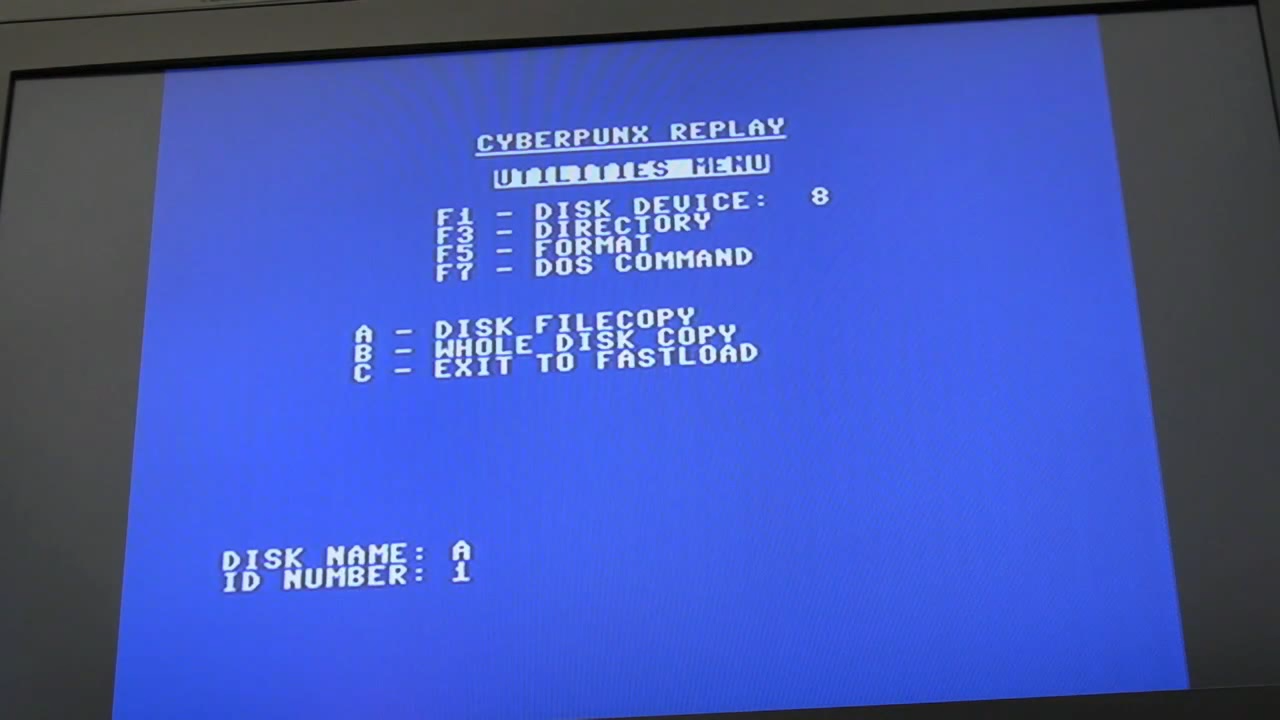 CYBERPUNX REPLAY
UTILITIES MENU
F1 - DISK DEVICE: 8
F3 - DIRECTORY
F5 - FORMAT
F7 - DOS COMMAND
A - DISK FILECOPY
B - WHOLE DISK COPY
C - EXIT TO FASTLOAD
DISK NAME: A
ID NUMBER: 1